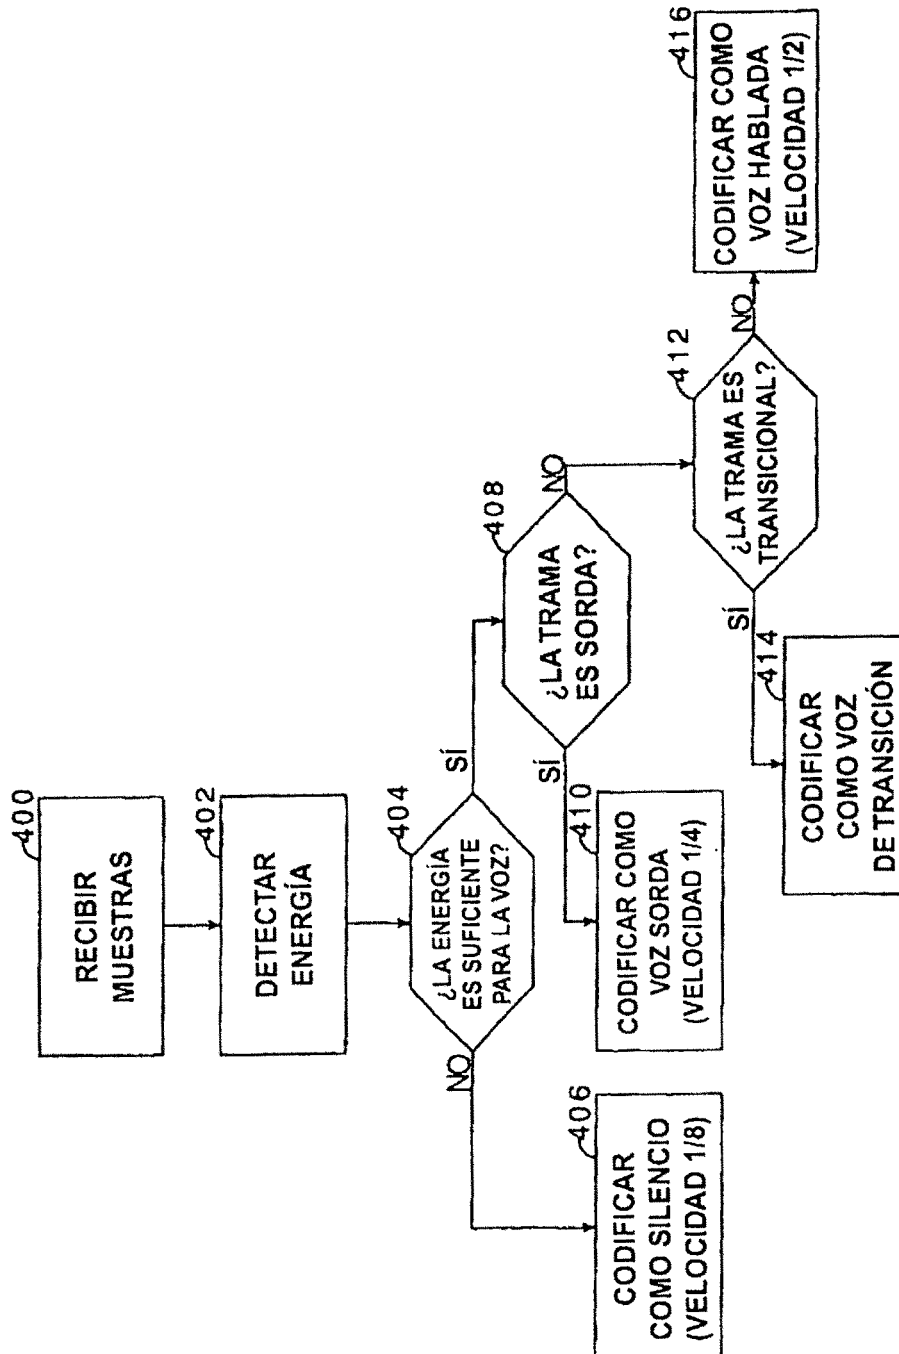 400
RECIBIR
MUESTRAS
402
DETECTAR
ENERGÍA
404
¿LA ENERGÍA
ES SUFICIENTE
PARA LA VOZ?
NO
SÍ
406
CODIFICAR
COMO SILENCIO
(VELOCIDAD 1/8)
408
¿LA TRAMA
ES SORDA?
SÍ
NO
410
CODIFICAR COMO
VOZ SORDA
(VELOCIDAD 1/4)
412
¿LA TRAMA ES
TRANSICIONAL?
SÍ
NO
414
CODIFICAR
COMO VOZ
DE TRANSICIÓN
416
CODIFICAR COMO
VOZ HABLADA
(VELOCIDAD 1/2)